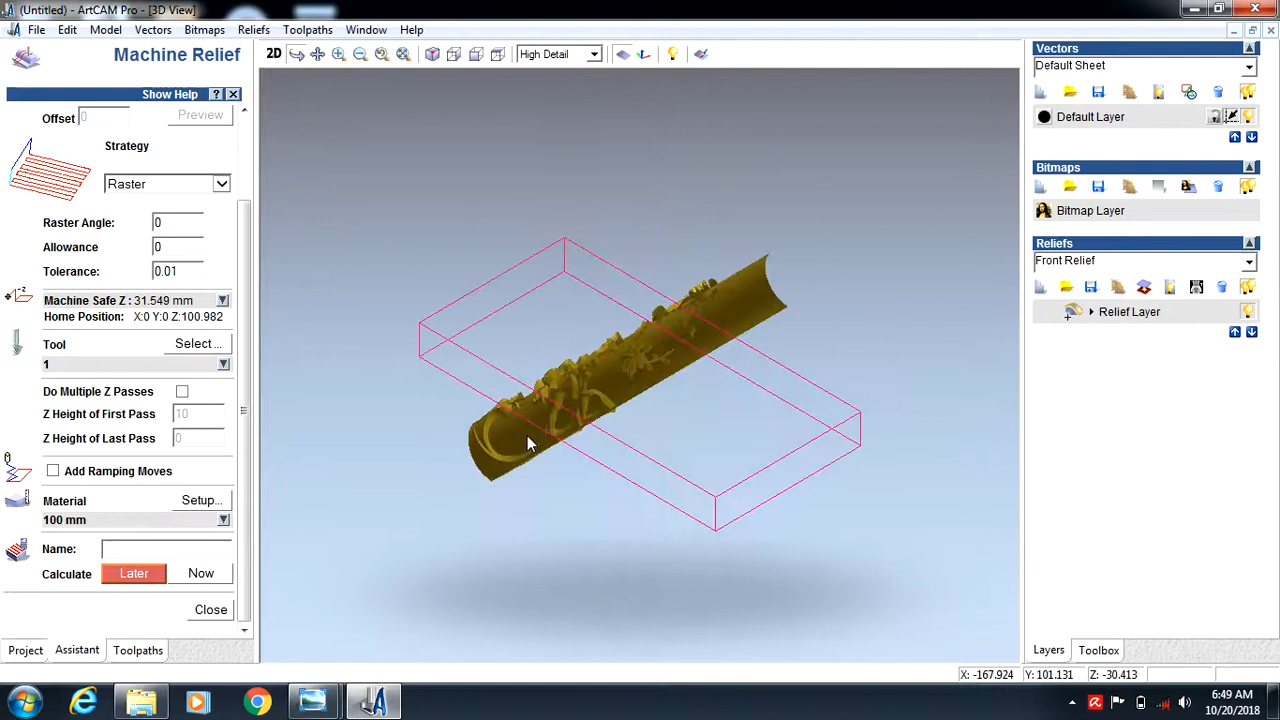 (Untitled) - ArtCAM Pro - [3D View]
File Edit Model Vectors Bitmaps Reliefs Toolpaths Window Help
Machine Relief
2D
High Detail
Show Help ? X
Offset 0 Preview
Strategy
Raster
Raster Angle: 0
Allowance 0
Tolerance: 0.01
Machine Safe Z : 31.549 mm
Home Position: X:0 Y:0 Z:100.982
Tool Select ...
1
Do Multiple Z Passes
Z Height of First Pass 10
Z Height of Last Pass 0
Add Ramping Moves
Material Setup...
100 mm
Name:
Calculate Later Now
Close
Project Assistant Toolpaths
Vectors
Default Sheet
Default Layer
Bitmaps
Bitmap Layer
Reliefs
Front Relief
Relief Layer
Layers Toolbox
X: -167.924 Y: 101.131 Z: -30.413
6:49 AM
10/20/2018